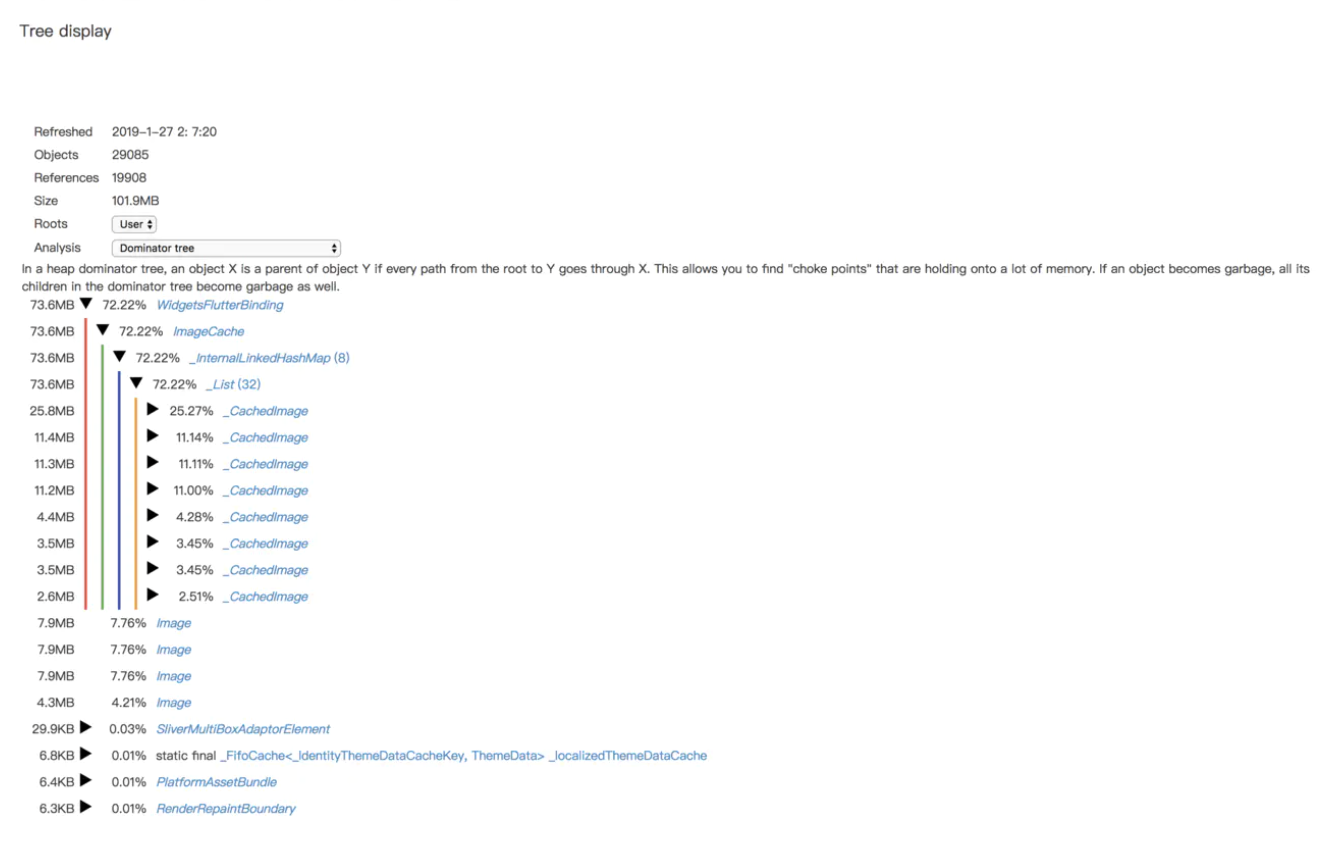 Tree display
Refreshed 2019-1-27 2: 7:20
Objects 29085
References 19908
Size 101.9MB
Roots User
Analysis Dominator tree
In a heap dominator tree, an object X is a parent of object Y if every path from the root to Y goes through X. This allows you to find "choke points" that are holding onto a lot of memory. If an object becomes garbage, all its
children in the dominator tree become garbage as well.
73.6MB ▼ 72.22% WidgetsFlutterBinding
73.6MB ▼ 72.22% ImageCache
73.6MB ▼ 72.22% _InternalLinkedHashMap (8)
73.6MB ▼ 72.22% _List (32)
25.8MB ▶ 25.27% _CachedImage
11.4MB ▶ 11.14% _CachedImage
11.3MB ▶ 11.11% _CachedImage
11.2MB ▶ 11.00% _CachedImage
4.4MB ▶ 4.28% _CachedImage
3.5MB ▶ 3.45% _CachedImage
3.5MB ▶ 3.45% _CachedImage
2.6MB ▶ 2.51% _CachedImage
7.9MB 7.76% Image
7.9MB 7.76% Image
7.9MB 7.76% Image
4.3MB 4.21% Image
29.9KB ▶ 0.03% SliverMultiBoxAdaptorElement
6.8KB ▶ 0.01% static final _FifoCache<_IdentityThemeDataCacheKey, ThemeData> _localizedThemeDataCache
6.4KB ▶ 0.01% PlatformAssetBundle
6.3KB ▶ 0.01% RenderRepaintBoundary